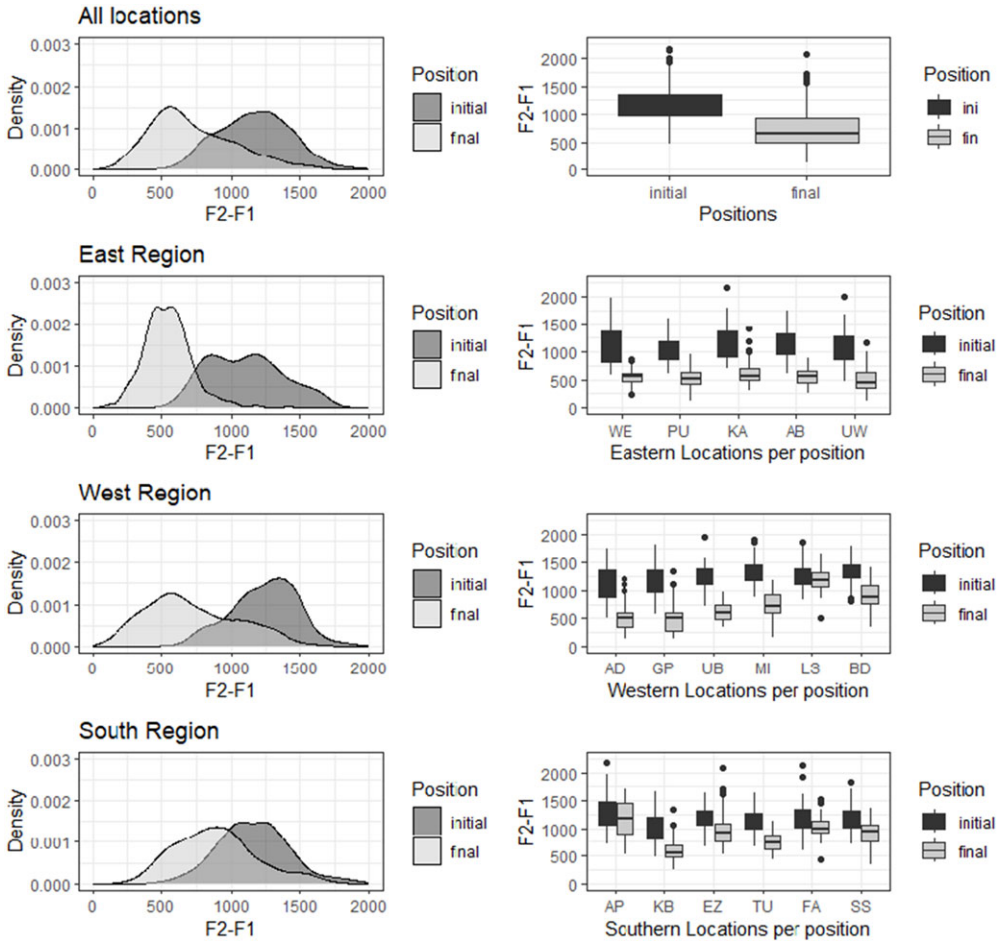 All locations
0.003
0.002
0.001
0.000
Density
0 500 1000 1500 2000
F2-F1
Position
initial
final
2000
1500
1000
500
0
F2-F1
initial final
Positions
Position
ini
fin
East Region
0.003
0.002
0.001
0.000
Density
0 500 1000 1500 2000
F2-F1
Position
initial
final
2000
1500
1000
500
0
F2-F1
WE PU KA AB UW
Eastern Locations per position
Position
initial
final
West Region
0.003
0.002
0.001
0.000
Density
0 500 1000 1500 2000
F2-F1
Position
initial
final
2000
1500
1000
500
0
F2-F1
AD GP UB MI LS BD
Western Locations per position
Position
initial
final
South Region
0.003
0.002
0.001
0.000
Density
0 500 1000 1500 2000
F2-F1
Position
initial
final
2000
1500
1000
500
0
F2-F1
AP KB EZ TU FA SS
Southern Locations per position
Position
initial
final